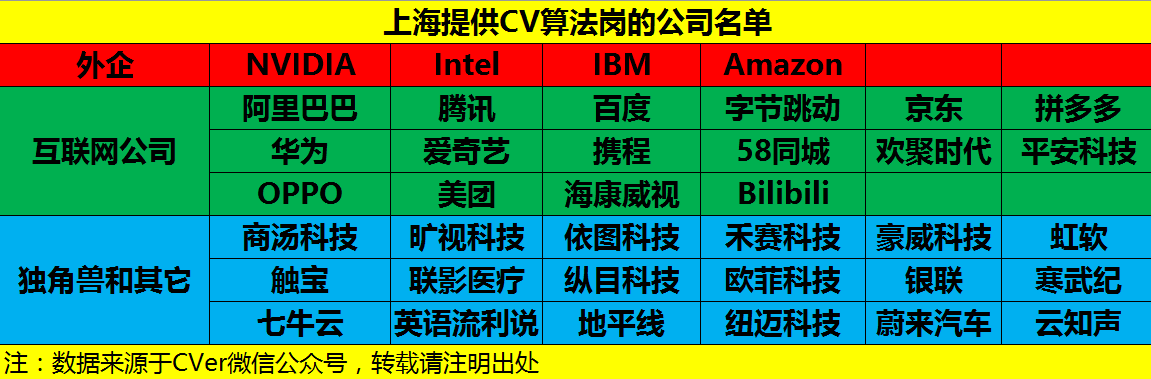 上海提供CV算法岗的公司名单
外企 NVIDIA Intel IBM Amazon
阿里巴巴 腾讯 百度 字节跳动 京东 拼多多
互联网公司 华为 爱奇艺 携程 58同城 欢聚时代 平安科技
OPPO 美团 海康威视 Bilibili
商汤科技 旷视科技 依图科技 禾赛科技 豪威科技 虹软
独角兽和其它 触宝 联影医疗 纵目科技 欧菲科技 银联 寒武纪
七牛云 英语流利说 地平线 纽迈科技 蔚来汽车 云知声
注：数据来源于CVer微信公众号，转载请注明出处